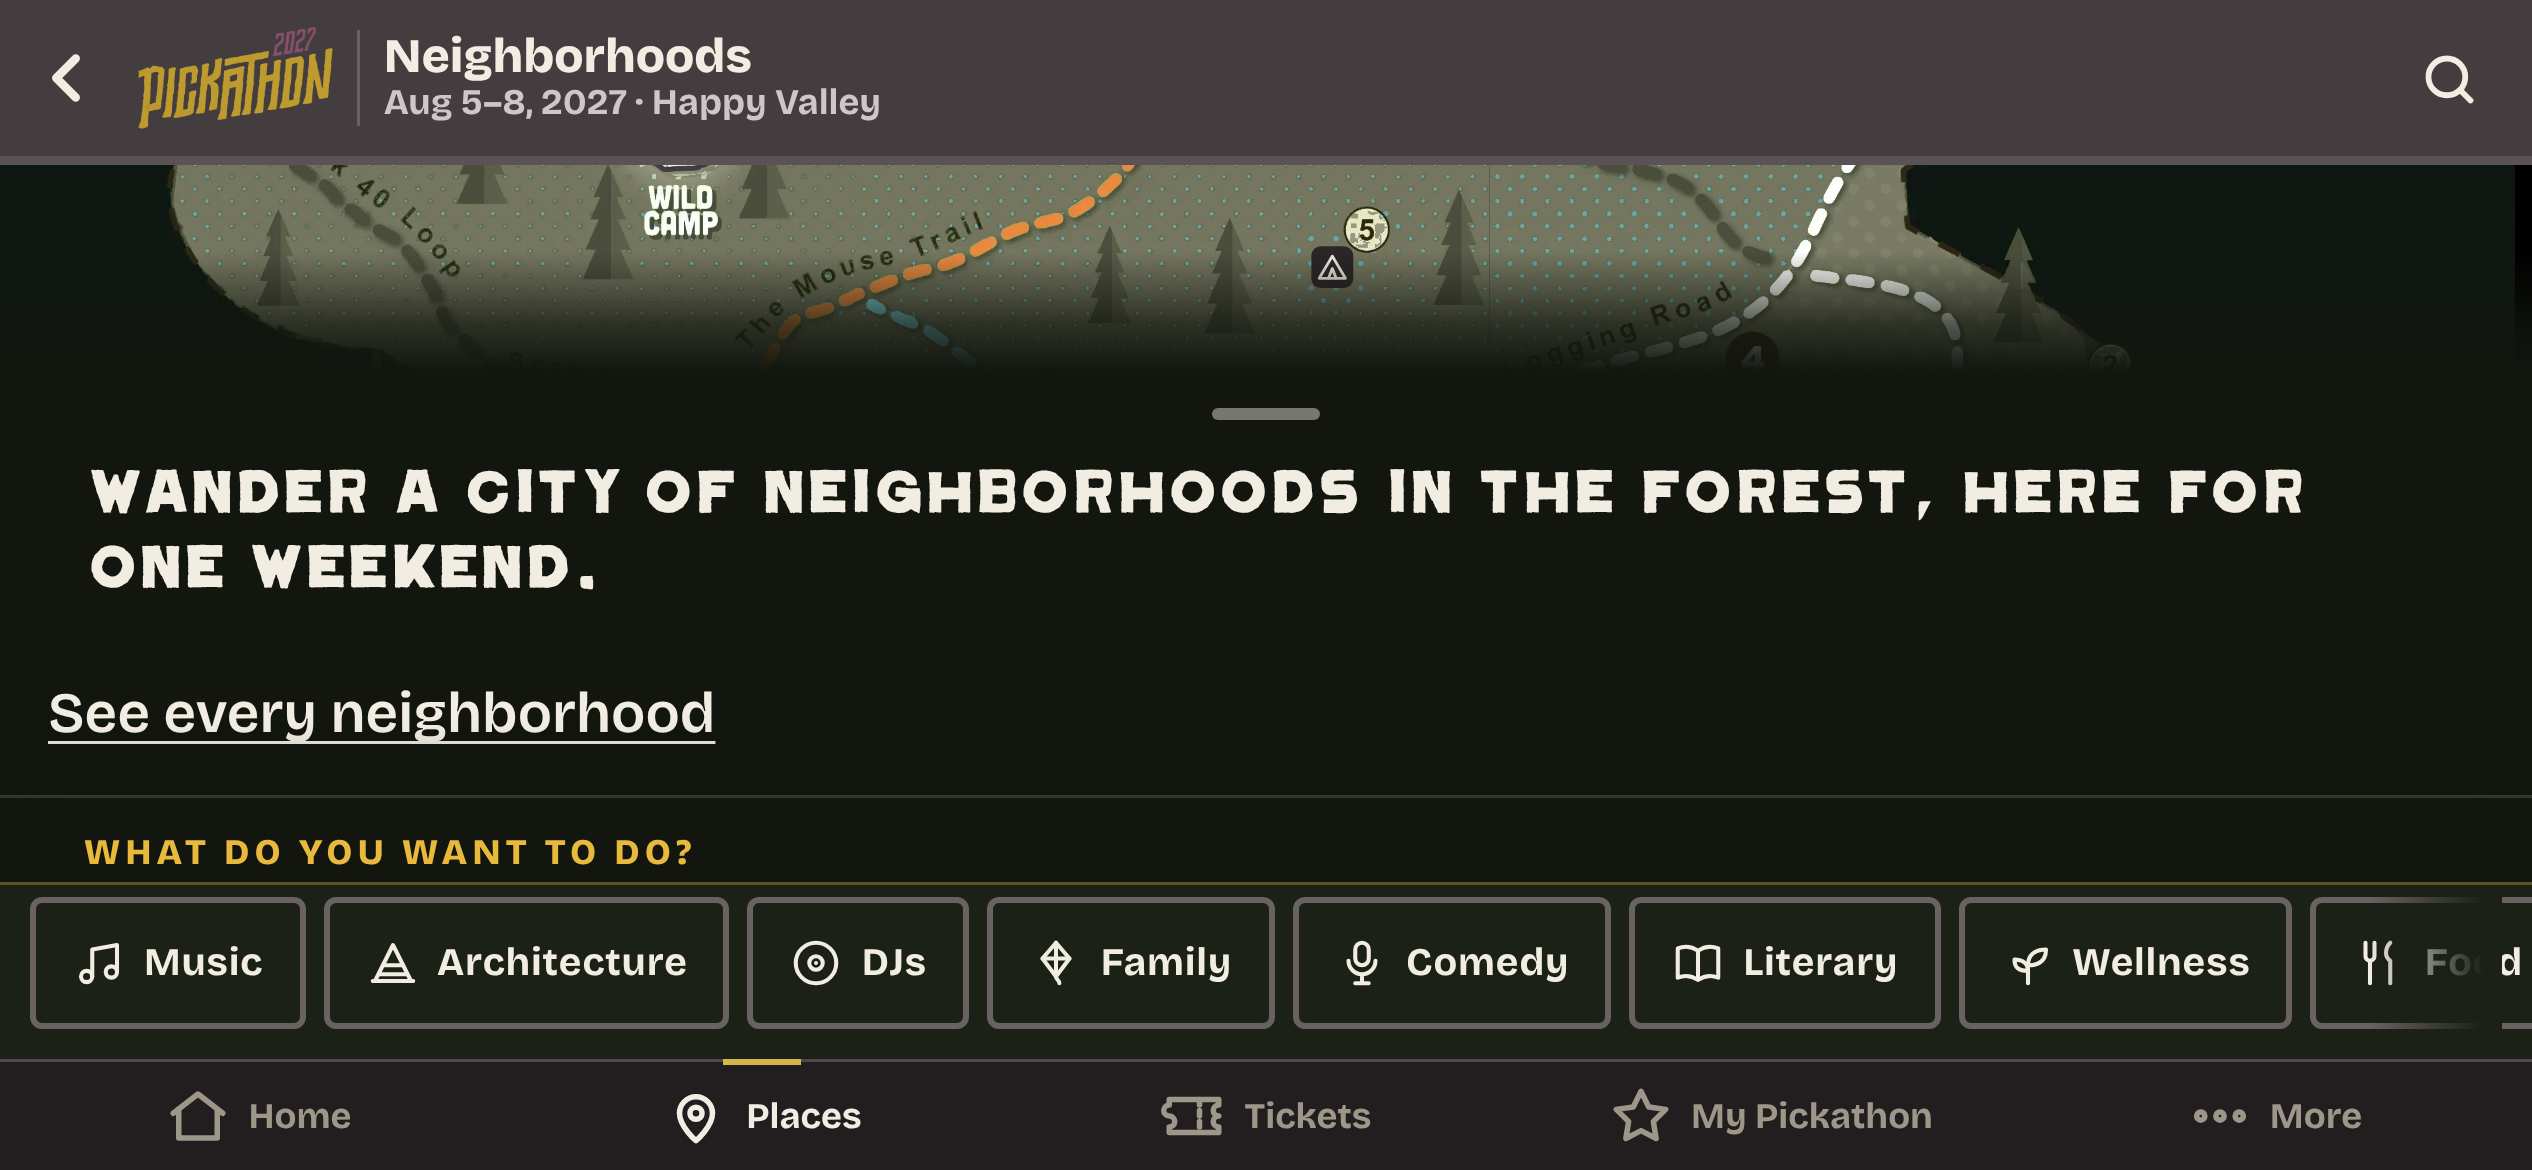 2027
PICKATHON
Neighborhoods
Aug 5–8, 2027 · Happy Valley
40 Loop
WILD
CAMP
The Mouse Trail
5
Road
4
WANDER A CITY OF NEIGHBORHOODS IN THE FOREST, HERE FOR
ONE WEEKEND.
See every neighborhood
WHAT DO YOU WANT TO DO?
Music
Architecture
DJs
Family
Comedy
Literary
Wellness
Food
Home
Places
Tickets
My Pickathon
More